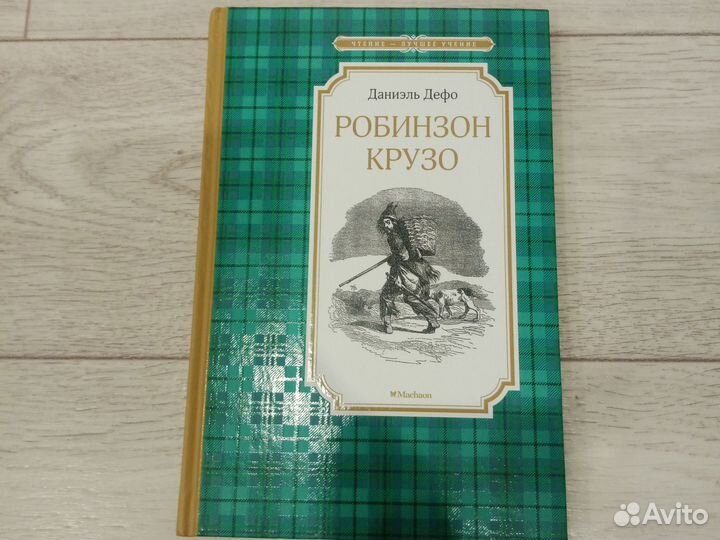 ЧТЕНИЕ – ЛУЧШЕЕ УЧЕНИЕ
Даниэль Дефо
РОБИНЗОН
КРУЗО
Machaon
Avito